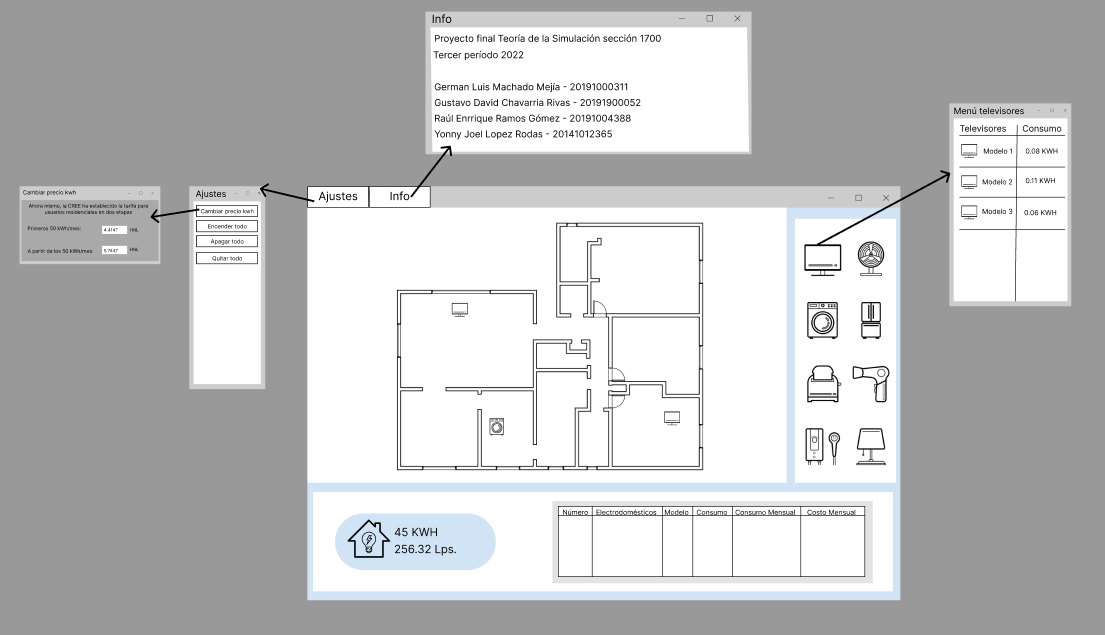 Info
Proyecto final Teoría de la Simulación sección 1700
Tercer período 2022
German Luis Machado Mejía - 20191000311
Gustavo David Chavarria Rivas - 20191900052
Raúl Enrrique Ramos Gómez - 20191004388
Yonny Joel Lopez Rodas - 20141012365
Menú televisores
Televisores Consumo
Modelo 1 0.08 KWH
Modelo 2 0.11 KWH
Modelo 3 0.06 KWH
Cambiar precio kwh
Ahora mismo, la CREE ha establecido la tarifa para
usuarios residenciales en dos etapas
Primeros 50 kWh/mes: 4.4147 HNL
A partir de los 50 kWh/mes: 5.7447 HNL
Ajustes
Cambiar precio kwh
Encender todo
Apagar todo
Quitar todo
Ajustes Info
45 KWH
256.32 Lps.
Número Electrodomésticos Modelo Consumo Consumo Mensual Costo Mensual